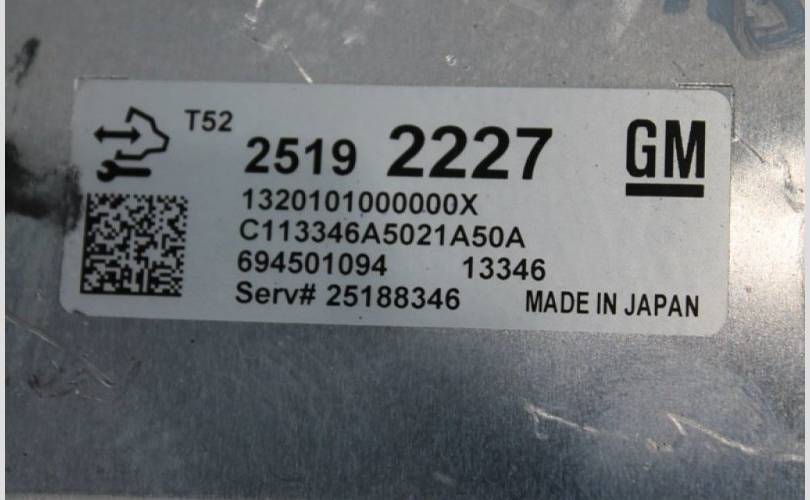 T52
2519 2227 GM
1320101000000X
C113346A5021A50A
694501094 13346
Serv# 25188346 MADE IN JAPAN